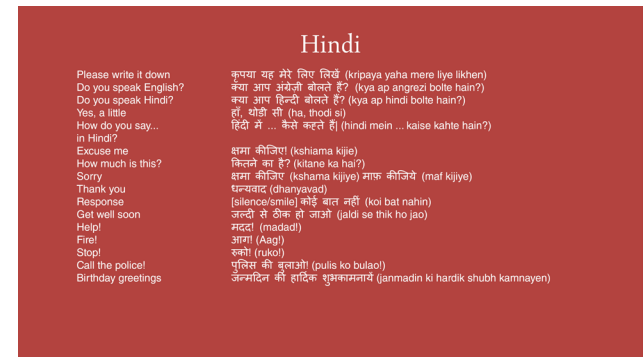 Hindi
Please write it down कृपया यह मेरे लिए लिखें (kripaya yaha mere liye likhen)
Do you speak English? क्या आप अंग्रेज़ी बोलते हैं? (kya ap angrezi bolte hain?)
Do you speak Hindi? क्या आप हिन्दी बोलते हैं? (kya ap hindi bolte hain?)
Yes, a little हाँ, थोडी सी (ha, thodi si)
How do you say... हिंदी में ... कैसे कहते हैं| (hindi mein ... kaise kahte hain?)
in Hindi?
Excuse me क्षमा कीजिए! (kshiama kijie)
How much is this? कितने का है? (kitane ka hai?)
Sorry क्षमा कीजिए (kshama kijiye) माफ़ कीजिये (maf kijiye)
Thank you धन्यवाद (dhanyavad)
Response [silence/smile] कोई बात नहीं (koi bat nahin)
Get well soon जल्दी से ठीक हो जाओ (jaldi se thik ho jao)
Help! मदद! (madad!)
Fire! आग! (Aag!)
Stop! रुको! (ruko!)
Call the police! पुलिस की बुलाओ! (pulis ko bulao!)
Birthday greetings जन्मदिन की हार्दिक शुभकामनायें (janmadin ki hardik shubh kamnayen)